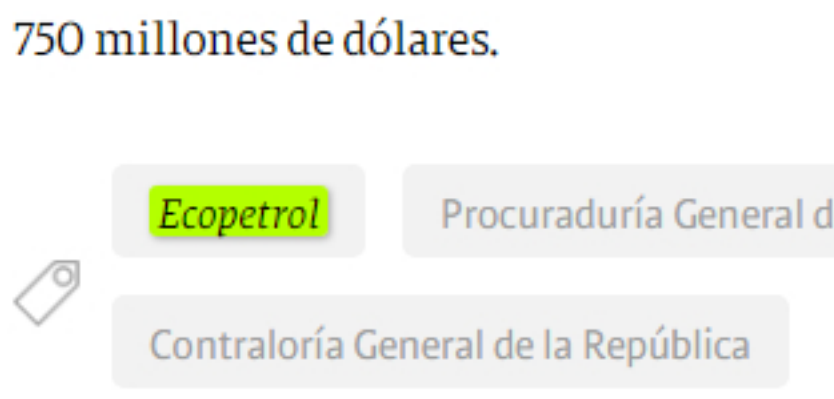 750 millones de dólares.
Ecopetrol Procuraduría General d
Contraloría General de la República